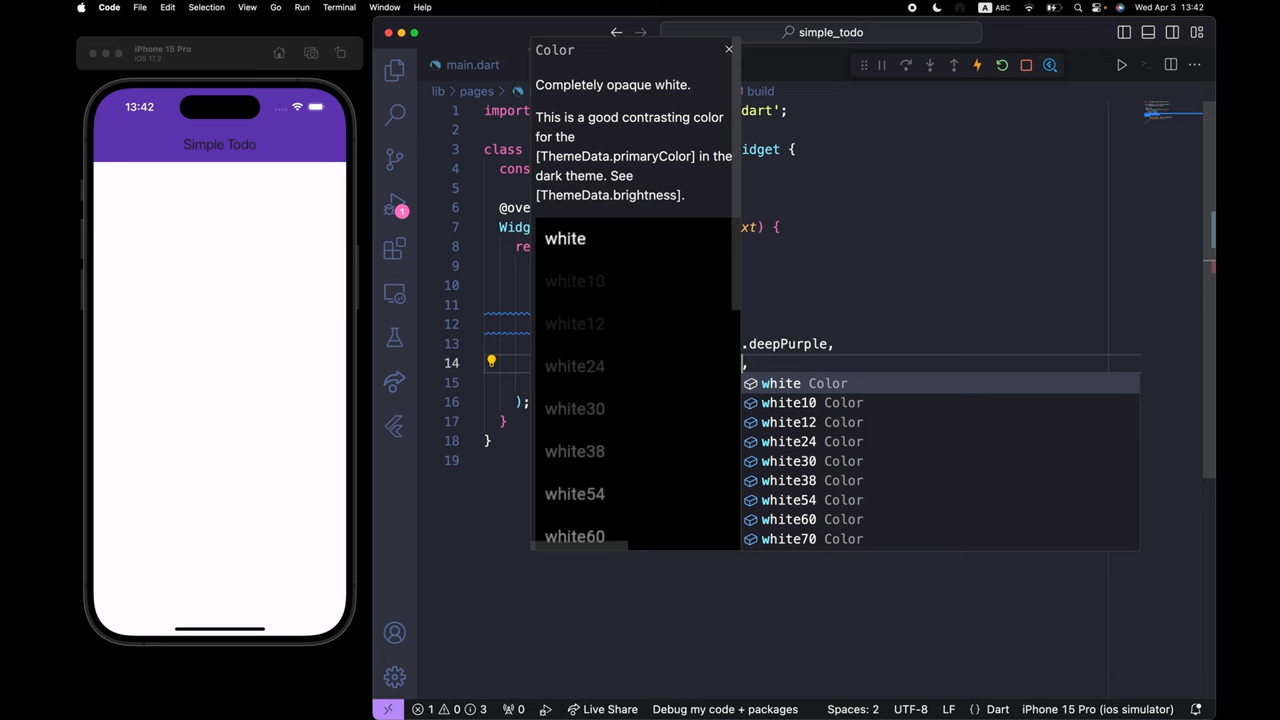 Code File Edit Selection View Go Run Terminal Window Help
A ABC Wed Apr 3 13:42
iPhone 15 Pro
iOS 17.2
13:42
Simple Todo
simple_todo
main.dart
lib > pages > build
1 import dart';
2
3 class idget {
4 cons
5
6 @ove
7 Widg xt) {
8 re
9
10
11
12
13 .deepPurple,
14 ,
15
16 );
17 }
18 }
19
1
Color
Completely opaque white.
This is a good contrasting color
for the
[ThemeData.primaryColor] in the
dark theme. See
[ThemeData.brightness].
white
white10
white12
white24
white30
white38
white54
white60
white Color
white10 Color
white12 Color
white24 Color
white30 Color
white38 Color
white54 Color
white60 Color
white70 Color
1 0 3 0 Live Share Debug my code + packages Spaces: 2 UTF-8 LF {} Dart iPhone 15 Pro (ios simulator)